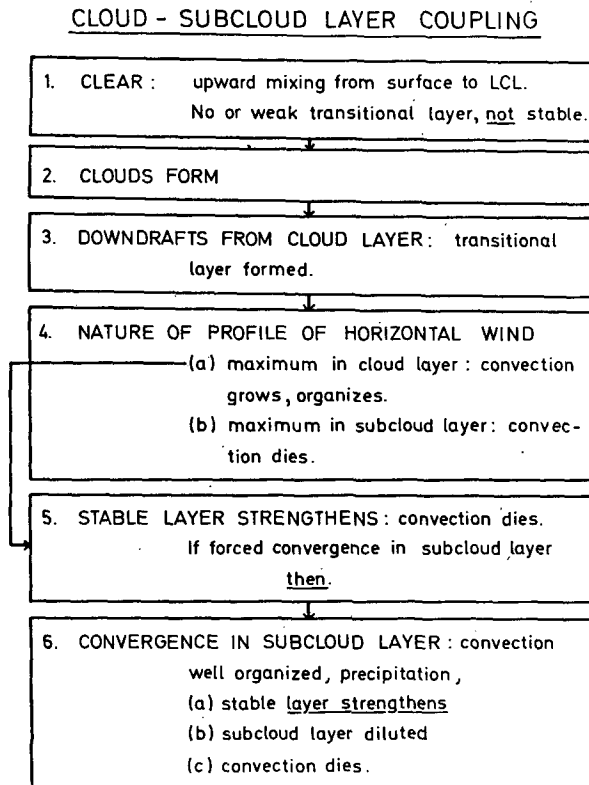 CLOUD - SUBCLOUD LAYER COUPLING
1. CLEAR : upward mixing from surface to LCL.
No or weak transitional layer, not stable.
2. CLOUDS FORM
3. DOWNDRAFTS FROM CLOUD LAYER : transitional
layer formed.
4. NATURE OF PROFILE OF HORIZONTAL WIND
(a) maximum in cloud layer : convection
grows, organizes.
(b) maximum in subcloud layer : convec-
tion dies.
5. STABLE LAYER STRENGTHENS : convection dies.
If forced convergence in subcloud layer
then.
6. CONVERGENCE IN SUBCLOUD LAYER : convection
well organized, precipitation,
(a) stable layer strengthens
(b) subcloud layer diluted
(c) convection dies.